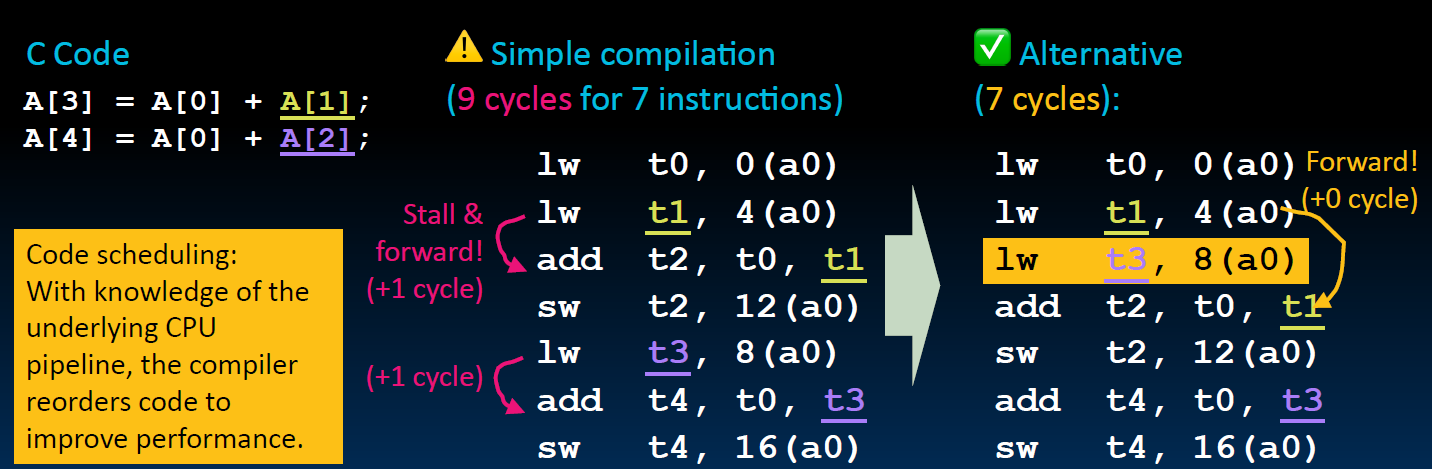 C Code
A[3] = A[0] + A[1];
A[4] = A[0] + A[2];
Code scheduling:
With knowledge of the
underlying CPU
pipeline, the compiler
reorders code to
improve performance.
⚠️ Simple compilation
(9 cycles for 7 instructions)
lw t0, 0(a0)
lw t1, 4(a0)
add t2, t0, t1
sw t2, 12(a0)
lw t3, 8(a0)
add t4, t0, t3
sw t4, 16(a0)
Stall &
forward!
(+1 cycle)
(+1 cycle)
✅ Alternative
(7 cycles):
lw t0, 0(a0)
lw t1, 4(a0)
lw t3, 8(a0)
add t2, t0, t1
sw t2, 12(a0)
add t4, t0, t3
sw t4, 16(a0)
Forward!
(+0 cycle)